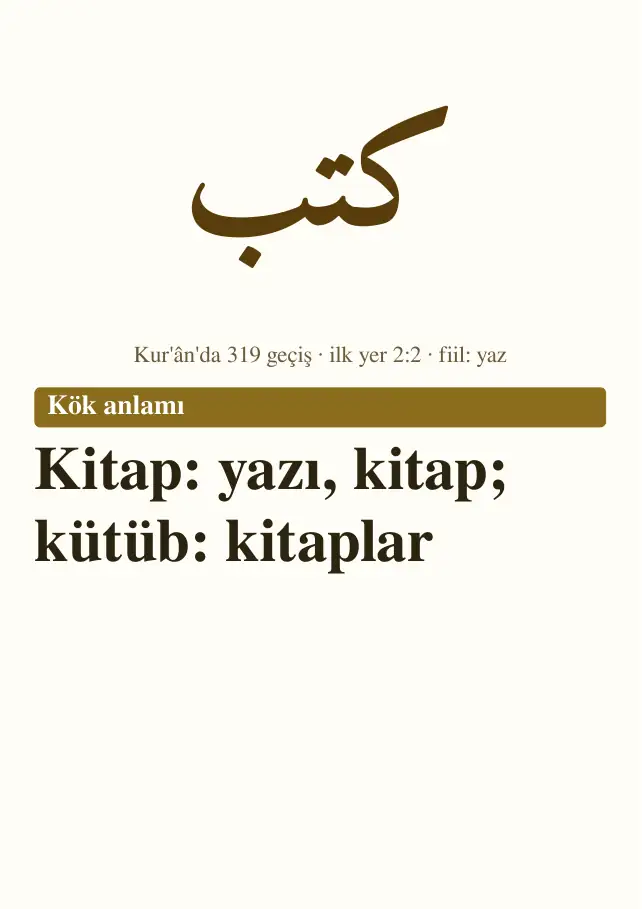 كتب
Kur'ân'da 319 geçiş · ilk yer 2:2 · fiil: yaz
Kök anlamı
Kitap: yazı, kitap;
kütüb: kitaplar